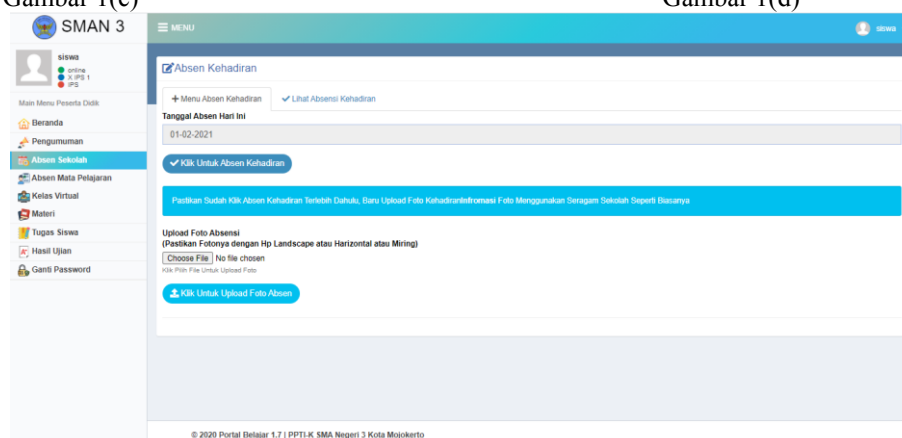 Gambar 1(c)
Gambar 1(d)
SMAN 3
MENU
siswa
siswa
online
X IPS 1
IPS
Main Menu Peserta Didik
Beranda
Pengumuman
Absen Sekolah
Absen Mata Pelajaran
Kelas Virtual
Materi
Tugas Siswa
Hasil Ujian
Ganti Password
Absen Kehadiran
Menu Absen Kehadiran
Lihat Absensi Kehadiran
Tanggal Absen Hari Ini
01-02-2021
Klik Untuk Absen Kehadiran
Pastikan Sudah Klik Absen Kehadiran Terlebih Dahulu, Baru Upload Foto KehadiranInfromasi Foto Menggunakan Seragam Sekolah Seperti Biasanya
Upload Foto Absensi
(Pastikan Fotonya dengan Hp Landscape atau Harizontal atau Miring)
Choose File No file chosen
Klik Pilih File Untuk Upload Foto
Klik Untuk Upload Foto Absen
© 2020 Portal Belajar 1.7 | PPTI-K SMA Negeri 3 Kota Mojokerto